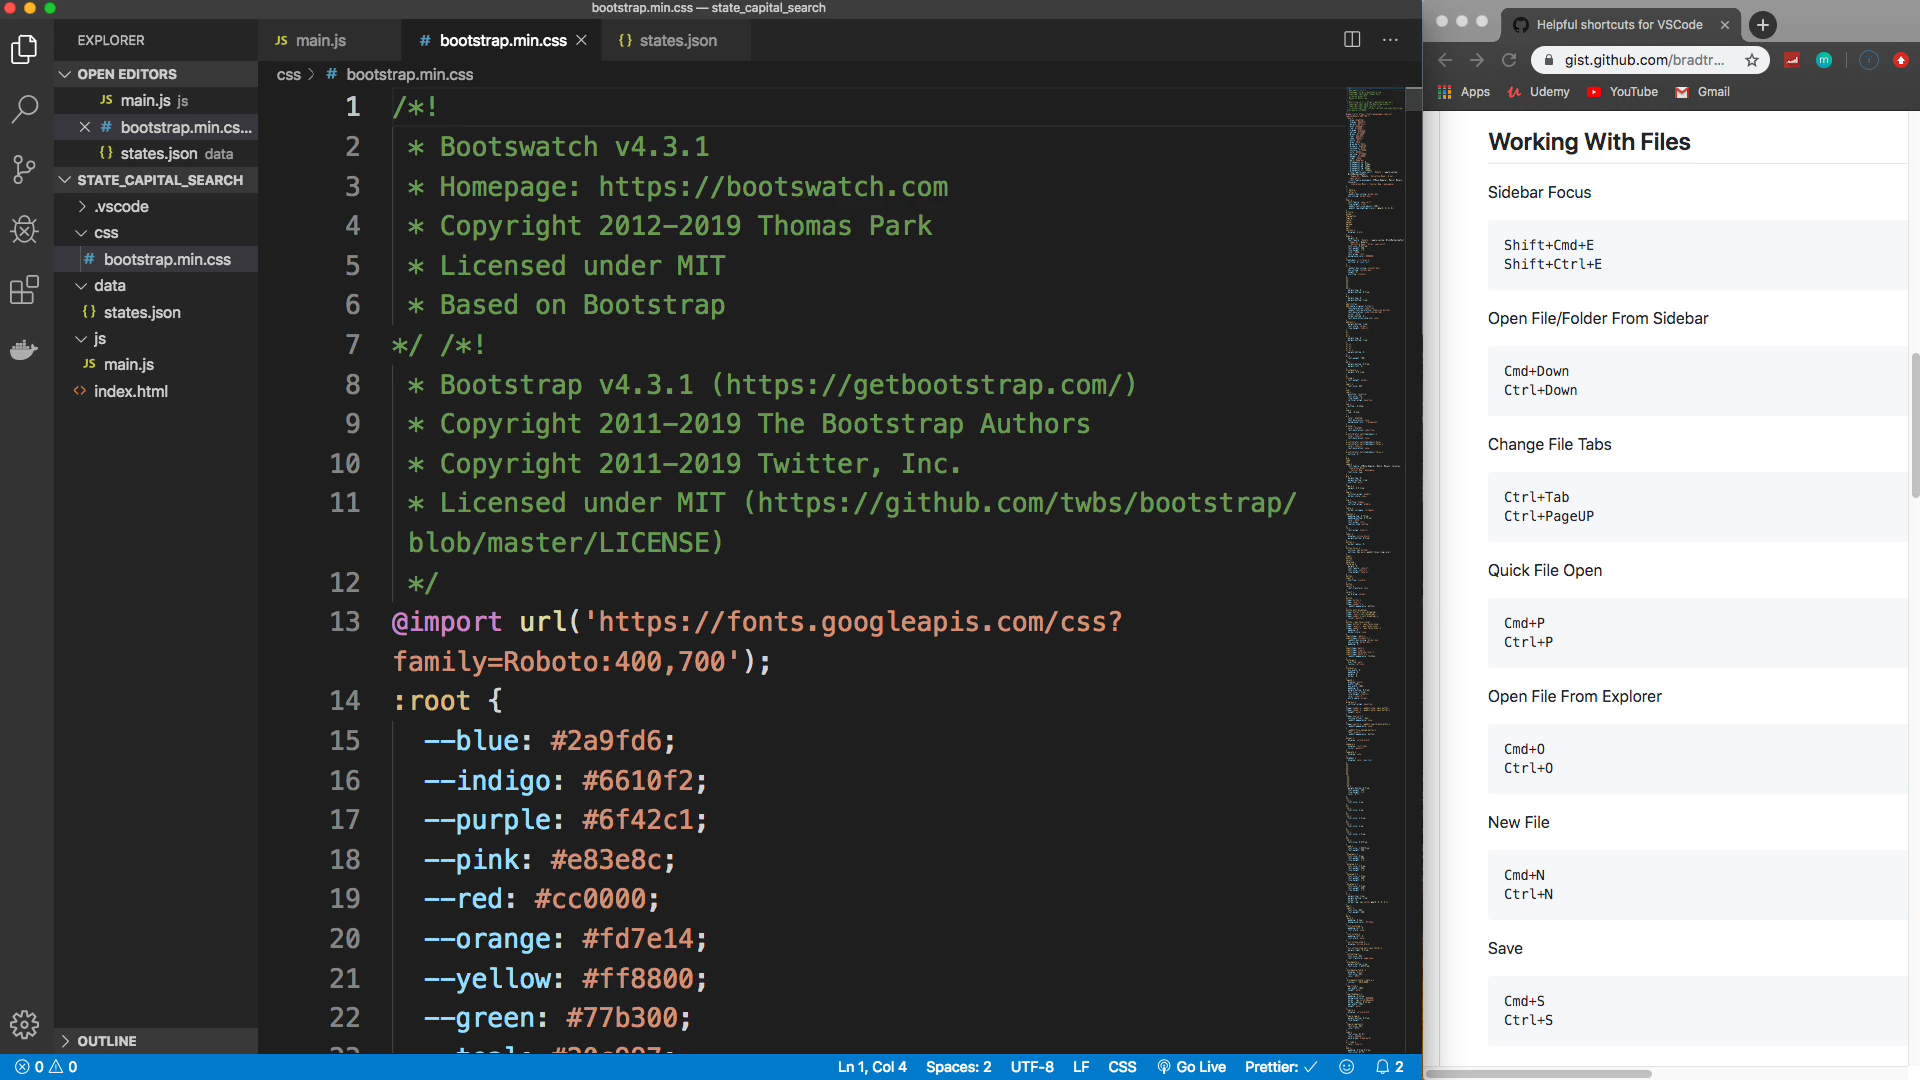 bootstrap.min.css — state_capital_search
EXPLORER
OPEN EDITORS
JS main.js js
# bootstrap.min.cs...
{} states.json data
STATE_CAPITAL_SEARCH
.vscode
css
# bootstrap.min.css
data
{} states.json
js
JS main.js
<> index.html
OUTLINE
JS main.js
# bootstrap.min.css
{} states.json
css > # bootstrap.min.css
1 /*!
2 * Bootswatch v4.3.1
3 * Homepage: https://bootswatch.com
4 * Copyright 2012-2019 Thomas Park
5 * Licensed under MIT
6 * Based on Bootstrap
7 */ /*!
8 * Bootstrap v4.3.1 (https://getbootstrap.com/)
9 * Copyright 2011-2019 The Bootstrap Authors
10 * Copyright 2011-2019 Twitter, Inc.
11 * Licensed under MIT (https://github.com/twbs/bootstrap/
blob/master/LICENSE)
12 */
13 @import url('https://fonts.googleapis.com/css?
family=Roboto:400,700');
14 :root {
15 --blue: #2a9fd6;
16 --indigo: #6610f2;
17 --purple: #6f42c1;
18 --pink: #e83e8c;
19 --red: #cc0000;
20 --orange: #fd7e14;
21 --yellow: #ff8800;
22 --green: #77b300;
0 0
Ln 1, Col 4 Spaces: 2 UTF-8 LF CSS Go Live Prettier: ✓ 2
Helpful shortcuts for VSCode
gist.github.com/bradtr...
Apps Udemy YouTube Gmail
Working With Files
Sidebar Focus
Shift+Cmd+E
Shift+Ctrl+E
Open File/Folder From Sidebar
Cmd+Down
Ctrl+Down
Change File Tabs
Ctrl+Tab
Ctrl+PageUP
Quick File Open
Cmd+P
Ctrl+P
Open File From Explorer
Cmd+O
Ctrl+O
New File
Cmd+N
Ctrl+N
Save
Cmd+S
Ctrl+S